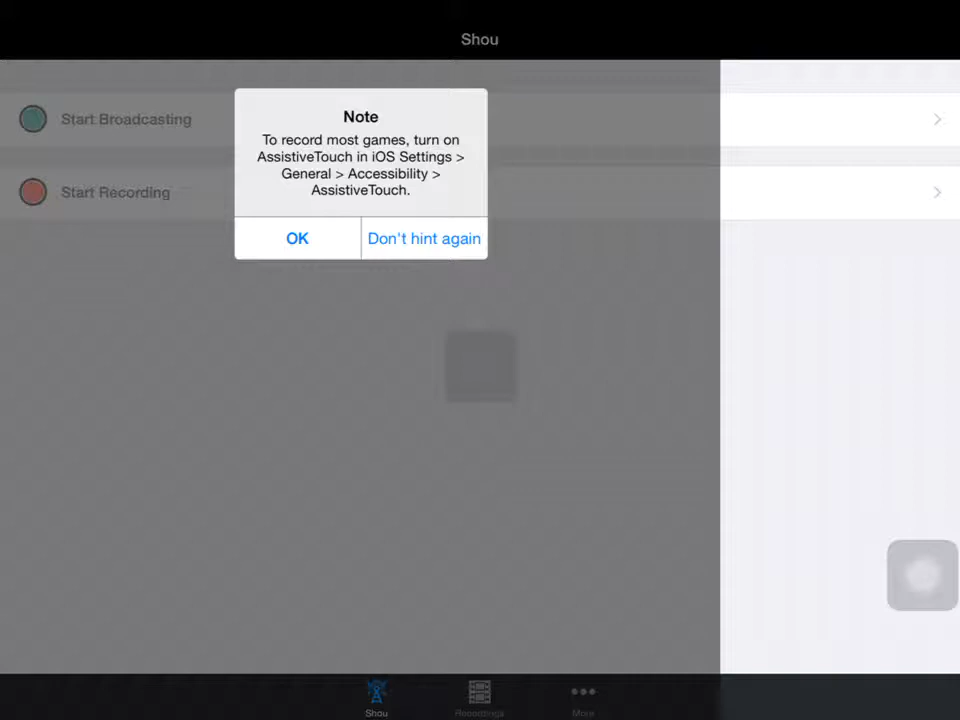 Shou
Start Broadcasting
Start Recording
Note
To record most games, turn on
AssistiveTouch in iOS Settings >
General > Accessibility >
AssistiveTouch.
OK
Don't hint again
Shou
Recordings
More